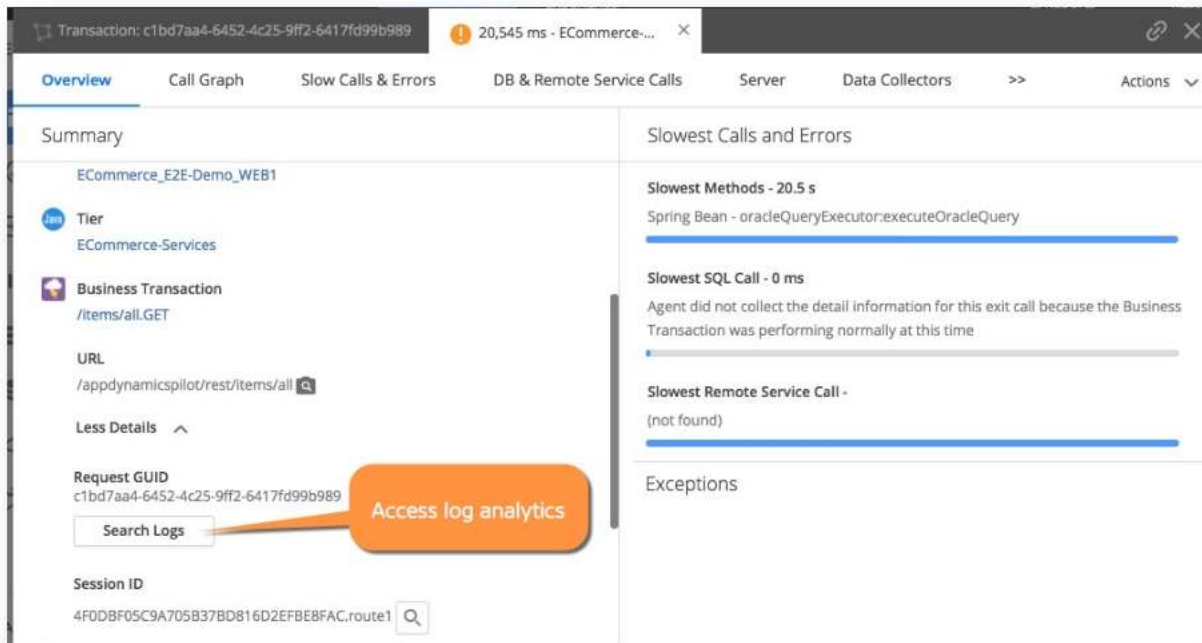 Transaction: c1bd7aa4-6452-4c25-9ff2-6417fd99b989
20,545 ms - ECommerce-...
Overview
Call Graph
Slow Calls & Errors
DB & Remote Service Calls
Server
Data Collectors
>>
Actions
Summary
ECommerce_E2E-Demo_WEB1
Java
Tier
ECommerce-Services
Business Transaction
/items/all.GET
URL
/appdynamicspilot/rest/items/all
Less Details
Request GUID
c1bd7aa4-6452-4c25-9ff2-6417fd99b989
Search Logs
Access log analytics
Session ID
4F0DBF05C9A705B37BD816D2EFBE8FAC.route1
Slowest Calls and Errors
Slowest Methods - 20.5 s
Spring Bean - oracleQueryExecutor:executeOracleQuery
Slowest SQL Call - 0 ms
Agent did not collect the detail information for this exit call because the Business
Transaction was performing normally at this time
Slowest Remote Service Call -
(not found)
Exceptions